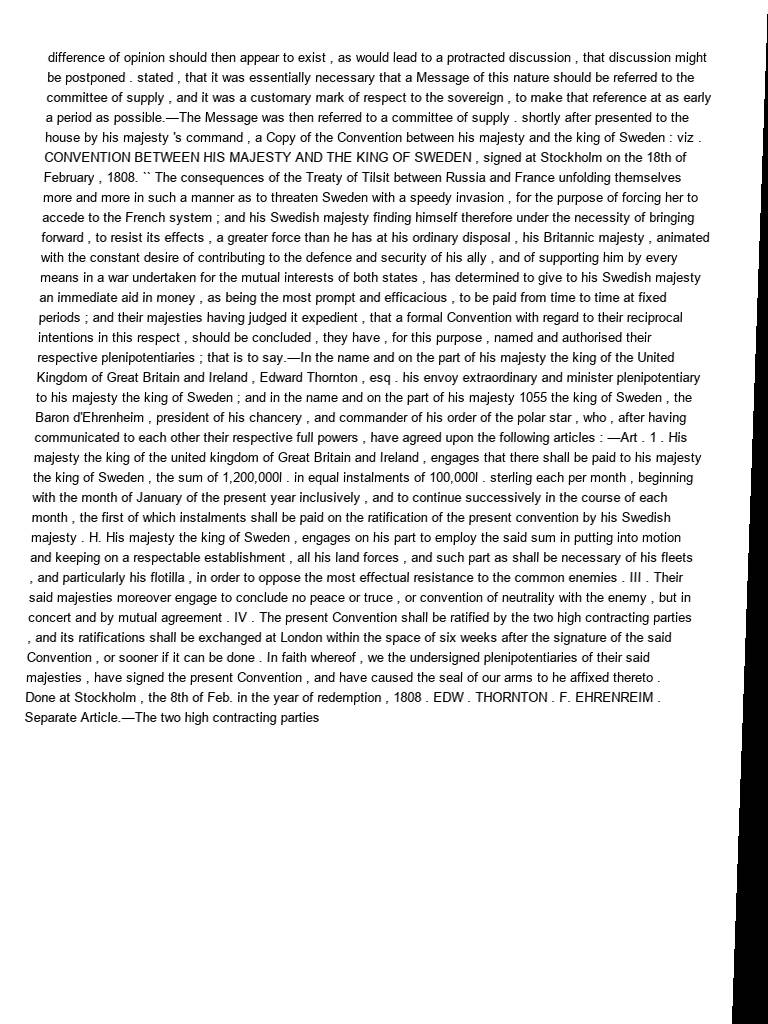 difference of opinion should then appear to exist , as would lead to a protracted discussion , that discussion might
be postponed . stated , that it was essentially necessary that a Message of this nature should be referred to the
committee of supply , and it was a customary mark of respect to the sovereign , to make that reference at as early
a period as possible.—The Message was then referred to a committee of supply . shortly after presented to the
house by his majesty 's command , a Copy of the Convention between his majesty and the king of Sweden : viz .
CONVENTION BETWEEN HIS MAJESTY AND THE KING OF SWEDEN , signed at Stockholm on the 18th of
February , 1808. `` The consequences of the Treaty of Tilsit between Russia and France unfolding themselves
more and more in such a manner as to threaten Sweden with a speedy invasion , for the purpose of forcing her to
accede to the French system ; and his Swedish majesty finding himself therefore under the necessity of bringing
forward , to resist its effects , a greater force than he has at his ordinary disposal , his Britannic majesty , animated
with the constant desire of contributing to the defence and security of his ally , and of supporting him by every
means in a war undertaken for the mutual interests of both states , has determined to give to his Swedish majesty
an immediate aid in money , as being the most prompt and efficacious , to be paid from time to time at fixed
periods ; and their majesties having judged it expedient , that a formal Convention with regard to their reciprocal
intentions in this respect , should be concluded , they have , for this purpose , named and authorised their
respective plenipotentiaries ; that is to say.—In the name and on the part of his majesty the king of the United
Kingdom of Great Britain and Ireland , Edward Thornton , esq . his envoy extraordinary and minister plenipotentiary
to his majesty the king of Sweden ; and in the name and on the part of his majesty 1055 the king of Sweden , the
Baron d'Ehrenheim , president of his chancery , and commander of his order of the polar star , who , after having
communicated to each other their respective full powers , have agreed upon the following articles : —Art . 1 . His
majesty the king of the united kingdom of Great Britain and Ireland , engages that there shall be paid to his majesty
the king of Sweden , the sum of 1,200,000l . in equal instalments of 100,000l . sterling each per month , beginning
with the month of January of the present year inclusively , and to continue successively in the course of each
month , the first of which instalments shall be paid on the ratification of the present convention by his Swedish
majesty . H. His majesty the king of Sweden , engages on his part to employ the said sum in putting into motion
and keeping on a respectable establishment , all his land forces , and such part as shall be necessary of his fleets
, and particularly his flotilla , in order to oppose the most effectual resistance to the common enemies . III . Their
said majesties moreover engage to conclude no peace or truce , or convention of neutrality with the enemy , but in
concert and by mutual agreement . IV . The present Convention shall be ratified by the two high contracting parties
, and its ratifications shall be exchanged at London within the space of six weeks after the signature of the said
Convention , or sooner if it can be done . In faith whereof , we the undersigned plenipotentiaries of their said
majesties , have signed the present Convention , and have caused the seal of our arms to he affixed thereto .
Done at Stockholm , the 8th of Feb. in the year of redemption , 1808 . EDW . THORNTON . F. EHRENREIM .
Separate Article.—The two high contracting parties